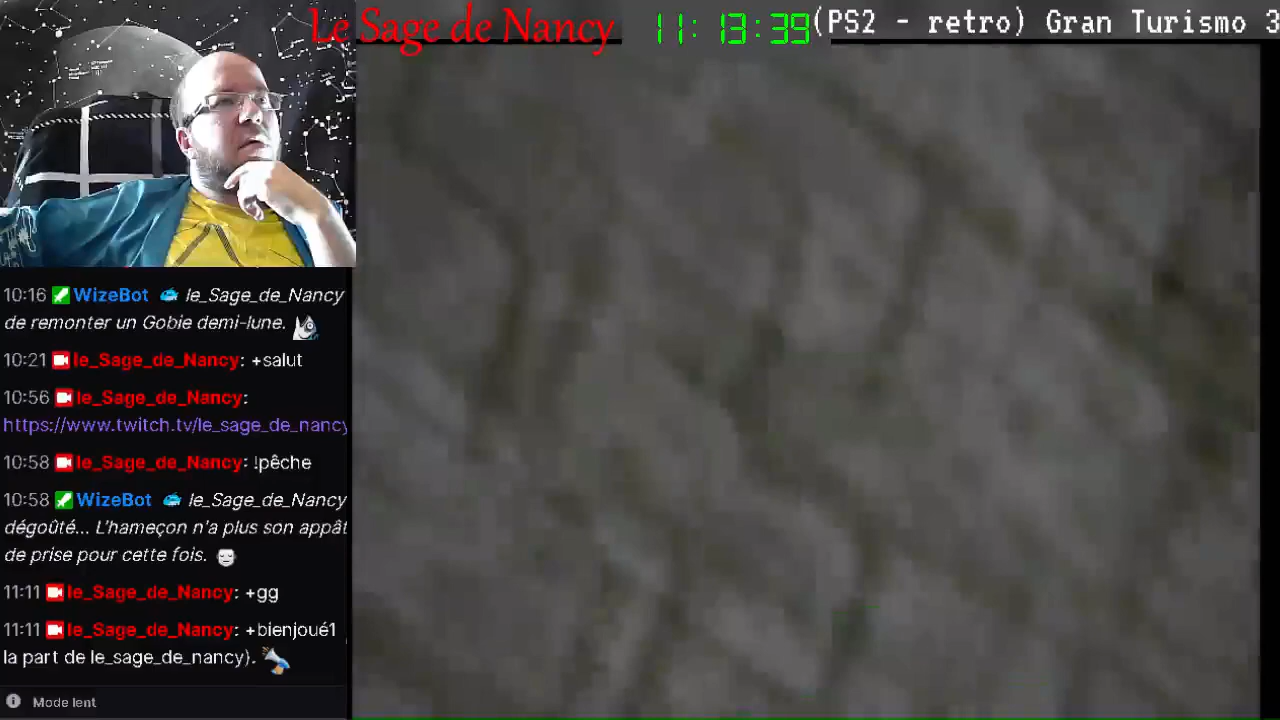 Le Sage de Nancy
11:13:39
(PS2 - retro) Gran Turismo 3
10:16 WizeBot le_Sage_de_Nancy
de remonter un Gobie demi-lune.
10:21 le_Sage_de_Nancy: +salut
10:56 le_Sage_de_Nancy:
https://www.twitch.tv/le_sage_de_nancy
10:58 le_Sage_de_Nancy: !pêche
10:58 WizeBot le_Sage_de_Nancy
dégoûté... L'hameçon n'a plus son appât
de prise pour cette fois.
11:11 le_Sage_de_Nancy: +gg
11:11 le_Sage_de_Nancy: +bienjoué1
la part de le_sage_de_nancy).
Mode lent